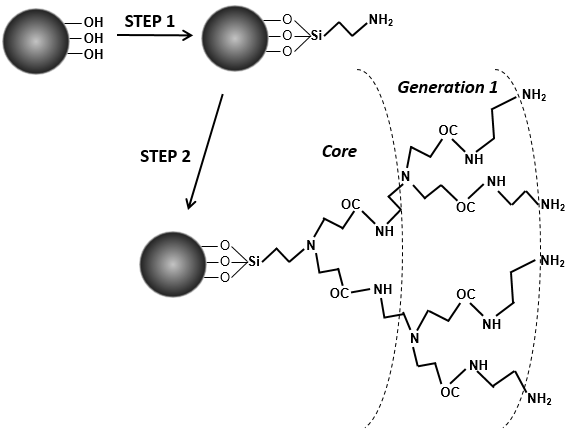 STEP 1
OH
OH
OH
O
O
O
Si
NH2
STEP 2
Core
Generation 1
NH2
OC
NH
N
NH
OC
NH2
OC
NH
O
O
O
Si
N
OC
NH
NH2
OC
NH
N
NH
OC
NH2